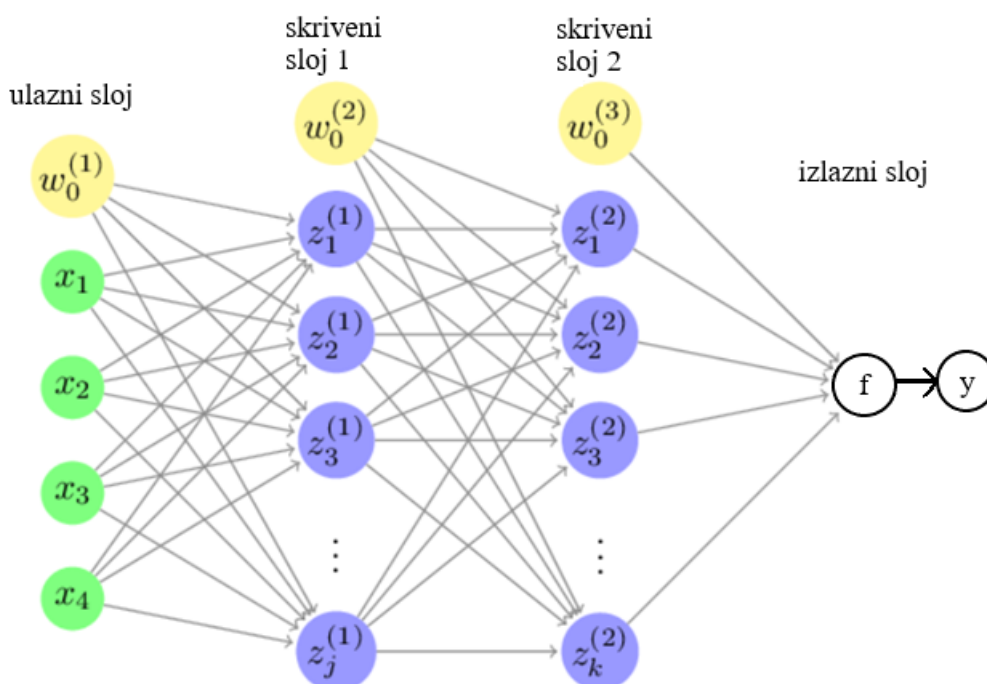 skriveni
sloj 1
skriveni
sloj 2
ulazni sloj
izlazni sloj
w_0^{(1)}
x_1
x_2
x_3
x_4
w_0^{(2)}
z_1^{(1)}
z_2^{(1)}
z_3^{(1)}
⋮
z_j^{(1)}
w_0^{(3)}
z_1^{(2)}
z_2^{(2)}
z_3^{(2)}
⋮
z_k^{(2)}
f
y